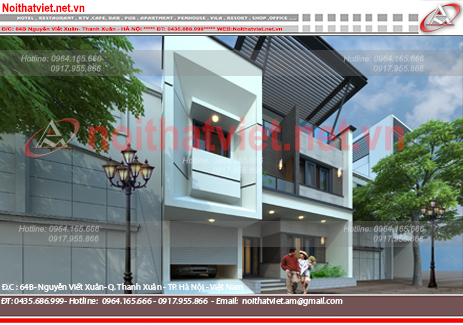 Noithatviet.net.vn
HOTEL . RESTAURANT . KTV .CAFE. BAR . PUB . APARTMENT . PENHOUSE . VILA . RESORT . SHOP .OFFICE ....
Đ/C: 64B Nguyễn Viết Xuân- Thanh Xuân - HÀ NỘI ***** ĐT: 0435.686.999***** WEB:Noithatviet.net.vn
Hotline: 0964.165.666
0917.955.866
Hotline: 0964.165.666
0917.955.866
noithatviet.net.vn
Hotline: 0964.165.666
0917.955.866
Hotline: 0964.165.666
0917.955.866
Đ.C : 64B- Nguyễn Viết Xuân- Q. Thanh Xuân - TP. Hà Nội - Việt Nam
ĐT: 0435.686.999- Hotline: 0964.165.666 - 0917.955.866 - Email: noithatviet.am@gmail.com